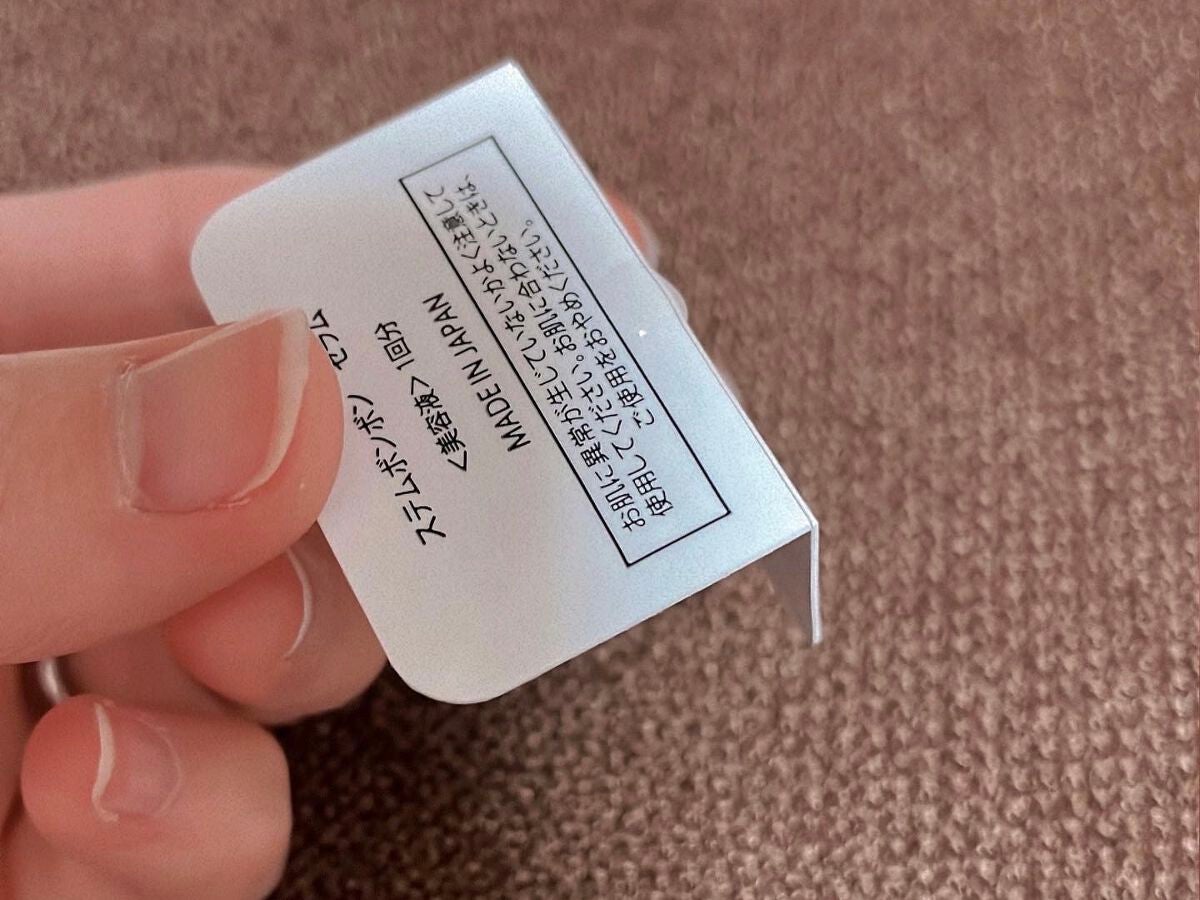 ステムボンボン セラム
<美容液> 1回分
MADE IN JAPAN
お肌に異常が生じていないかよく注意して
使用してください。お肌に合わないときは、
ご使用をおやめください。